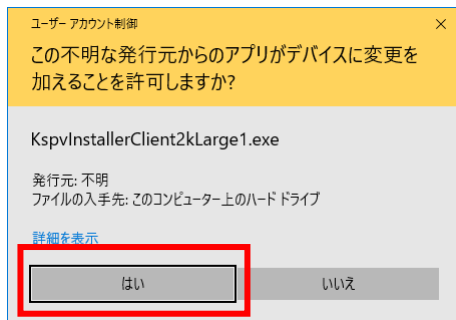 ユーザー アカウント制御
この不明な発行元からのアプリがデバイスに変更を
加えることを許可しますか?
KspvInstallerClient2kLarge1.exe
発行元: 不明
ファイルの入手先: このコンピューター上のハード ドライブ
詳細を表示
はい
いいえ